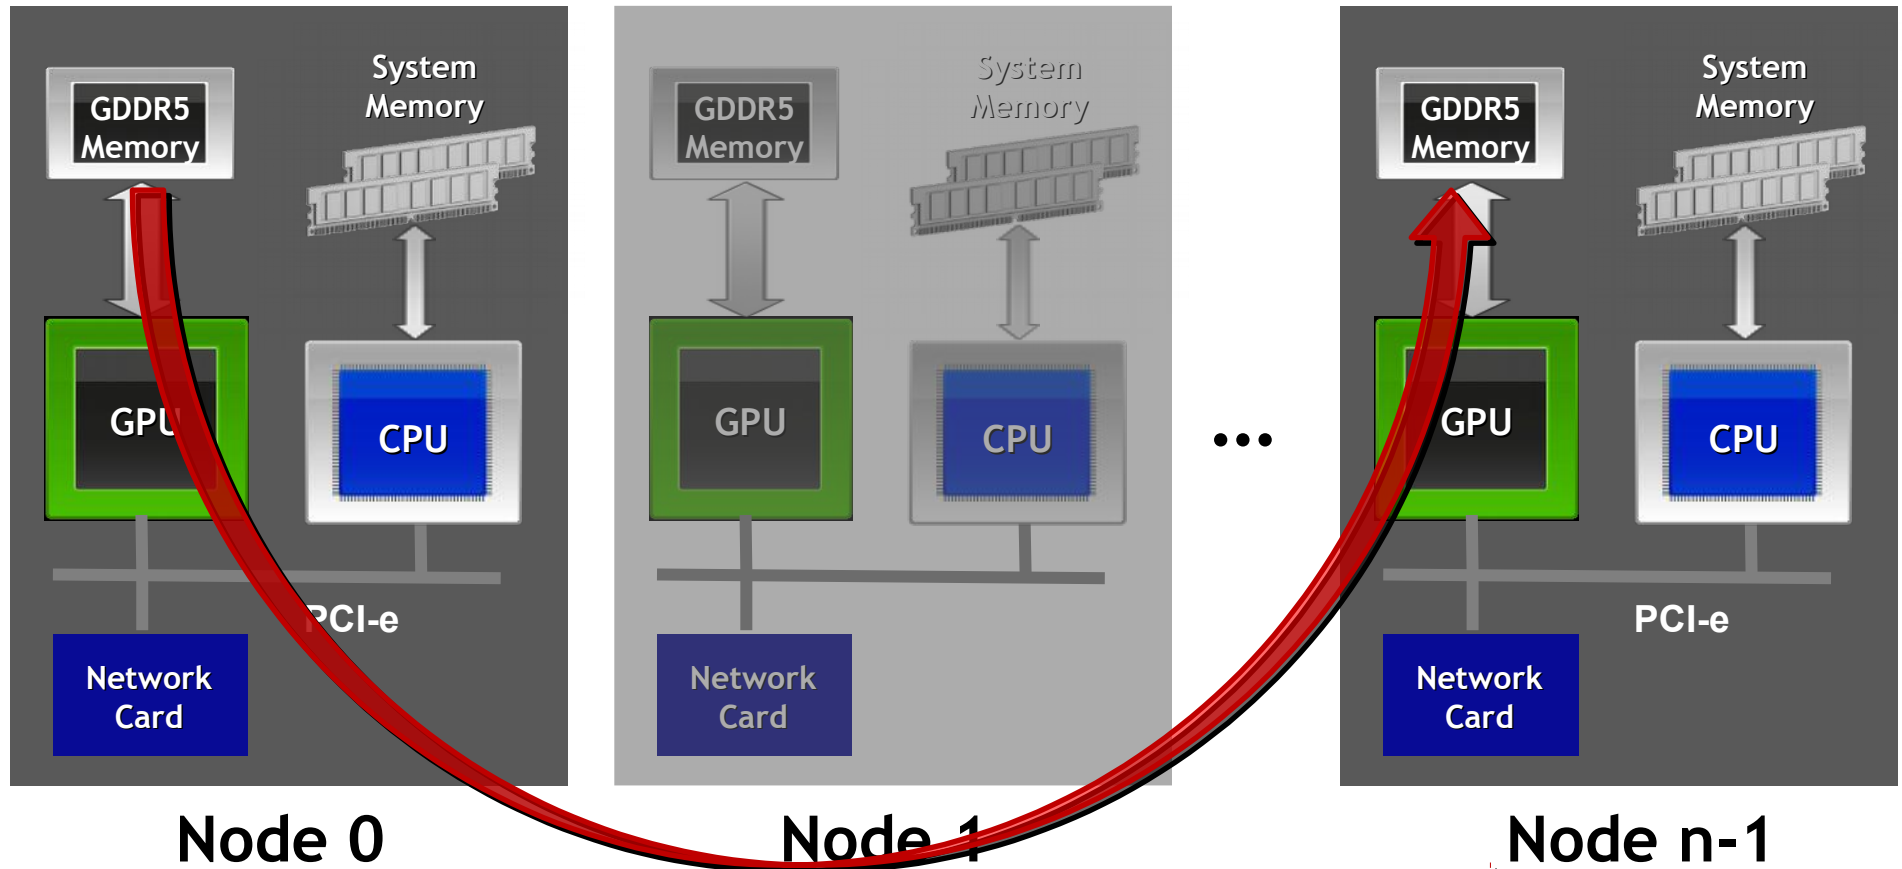 GDDR5
Memory
System
Memory
GPU
CPU
PCI-e
Network
Card
Node 0
GDDR5
Memory
System
Memory
GPU
CPU
Network
Card
Node 1
...
GDDR5
Memory
System
Memory
GPU
CPU
PCI-e
Network
Card
Node n-1